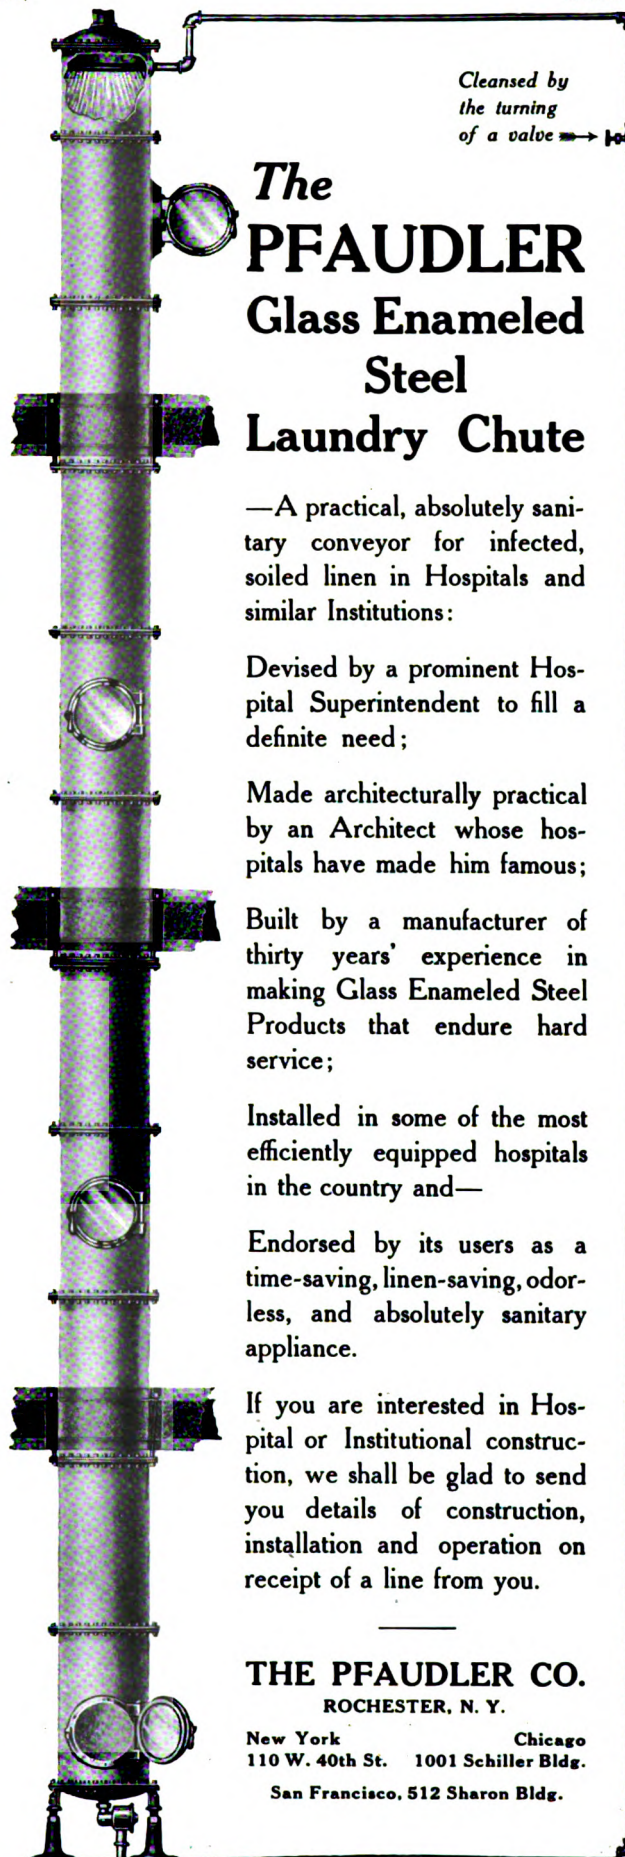 Cleansed by
the turning
of a valve
The
PFAUDLER
Glass Enameled
Steel
Laundry Chute
—A practical, absolutely sani-
tary conveyor for infected,
soiled linen in Hospitals and
similar Institutions:
Devised by a prominent Hos-
pital Superintendent to fill a
definite need;
Made architecturally practical
by an Architect whose hos-
pitals have made him famous;
Built by a manufacturer of
thirty years' experience in
making Glass Enameled Steel
Products that endure hard
service;
Installed in some of the most
efficiently equipped hospitals
in the country and—
Endorsed by its users as a
time-saving, linen-saving, odor-
less, and absolutely sanitary
appliance.
If you are interested in Hos-
pital or Institutional construc-
tion, we shall be glad to send
you details of construction,
installation and operation on
receipt of a line from you.
THE PFAUDLER CO.
ROCHESTER, N. Y.
New York Chicago
110 W. 40th St. 1001 Schiller Bldg.
San Francisco, 512 Sharon Bldg.